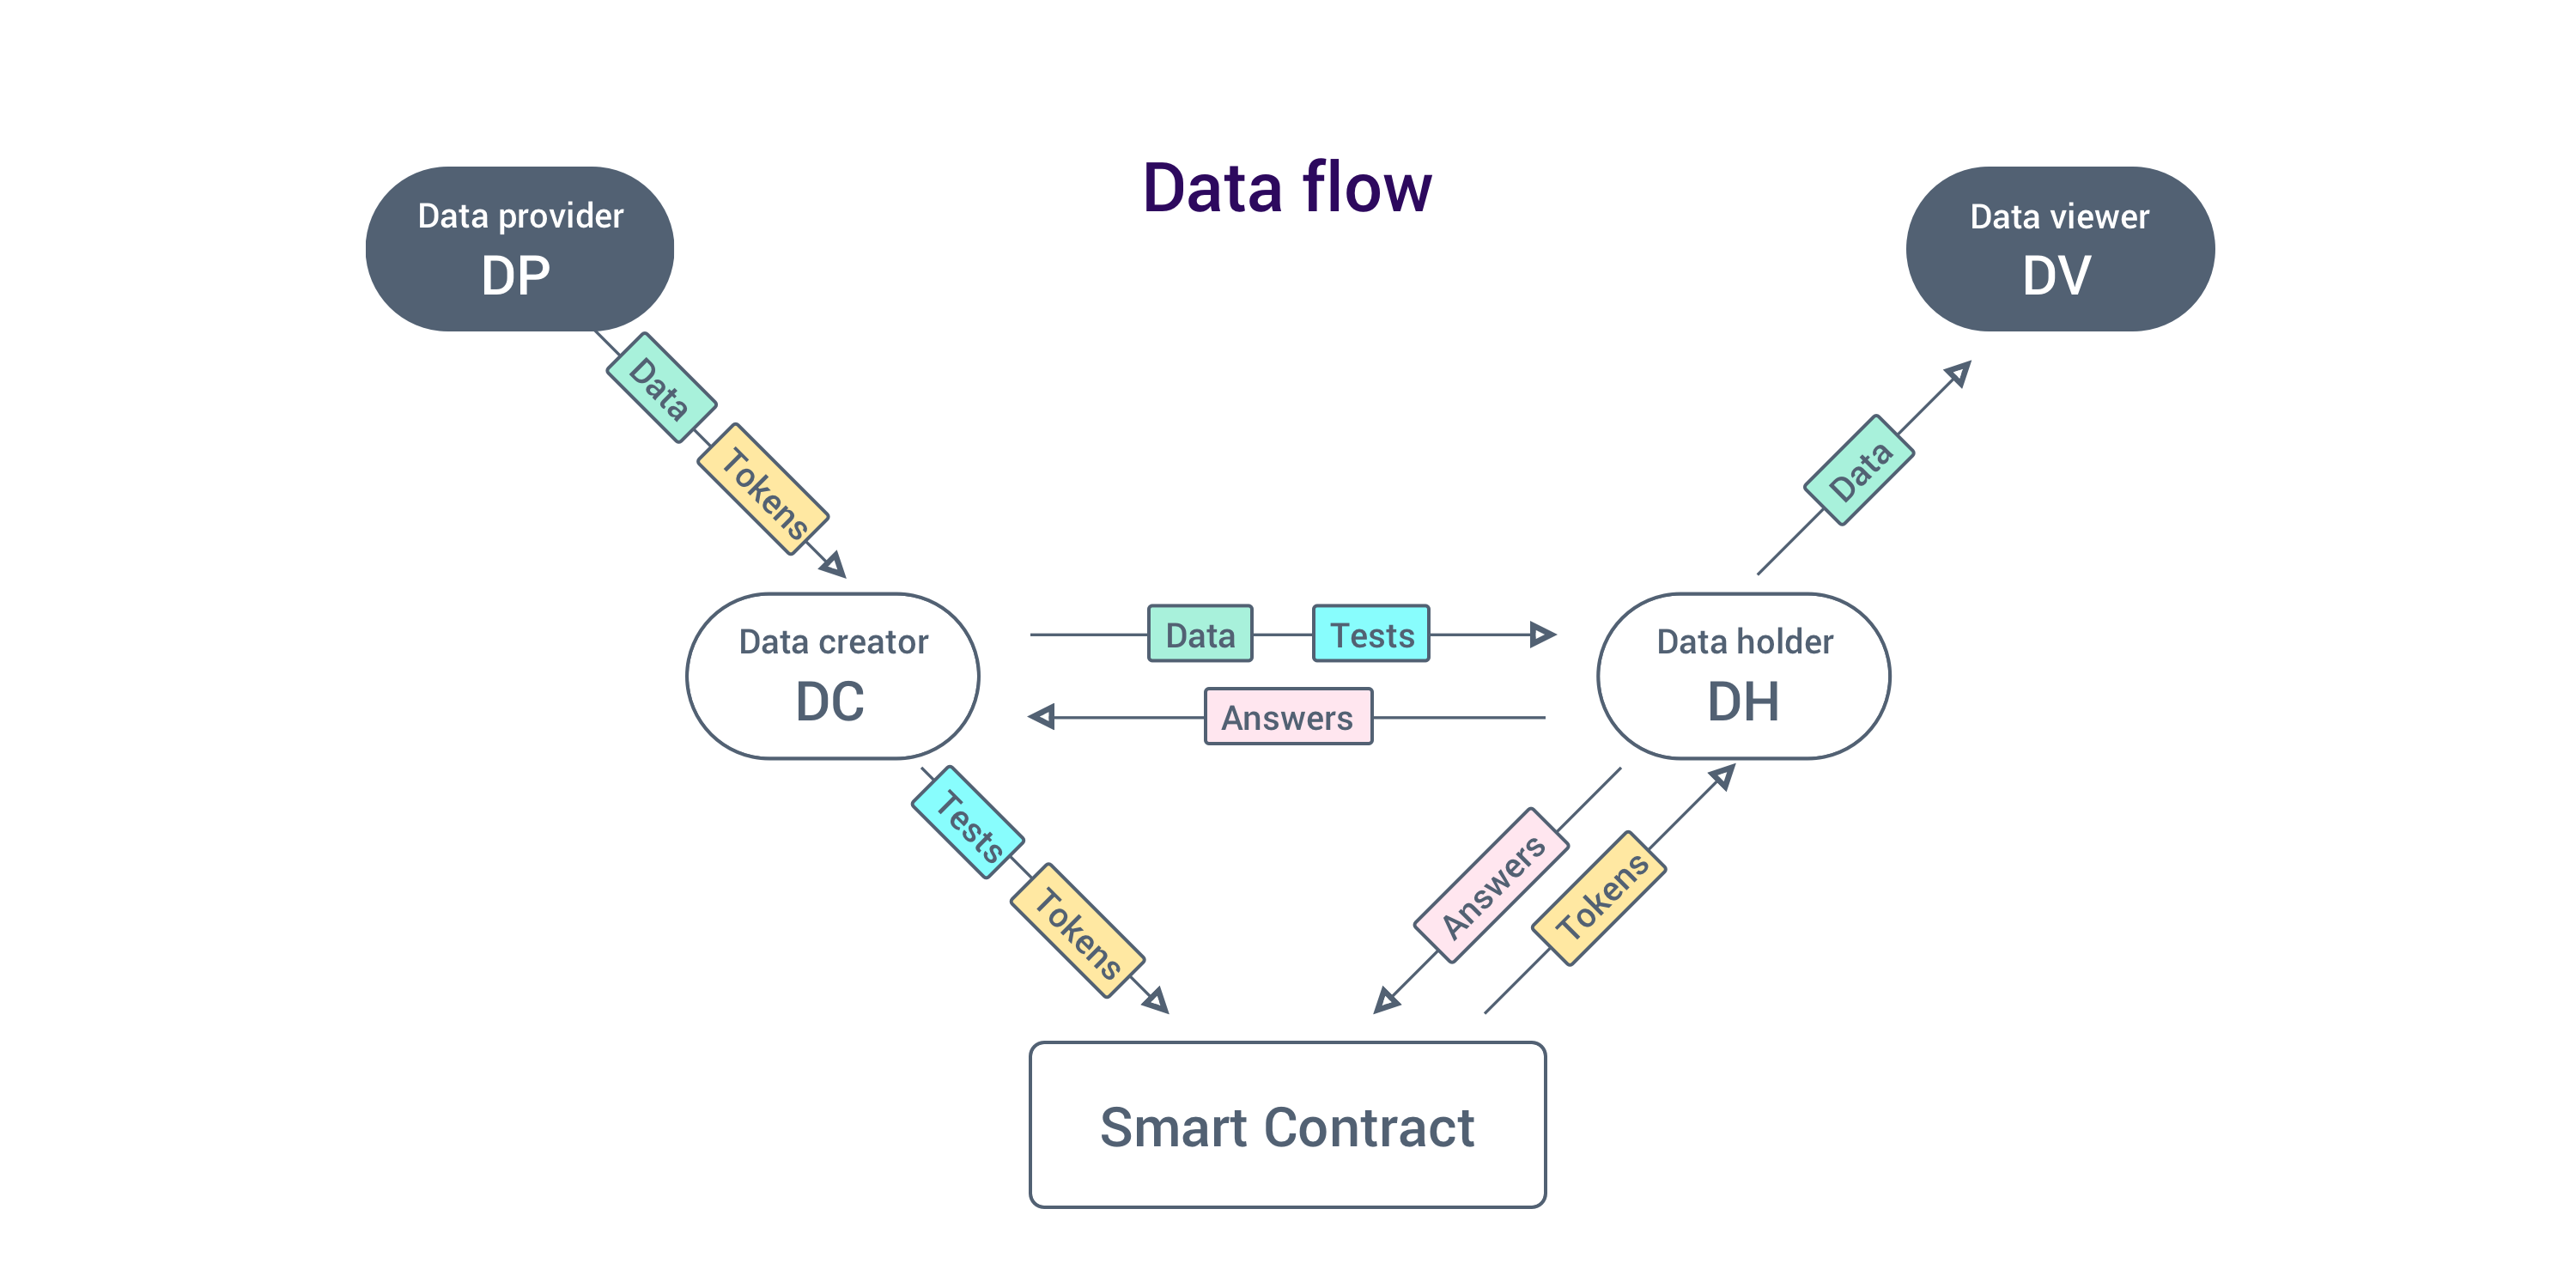 Data flow
Data provider
DP
Data viewer
DV
Data
Tokens
Data
Data creator
DC
Data
Tests
Answers
Data holder
DH
Tests
Tokens
Answers
Tokens
Smart Contract